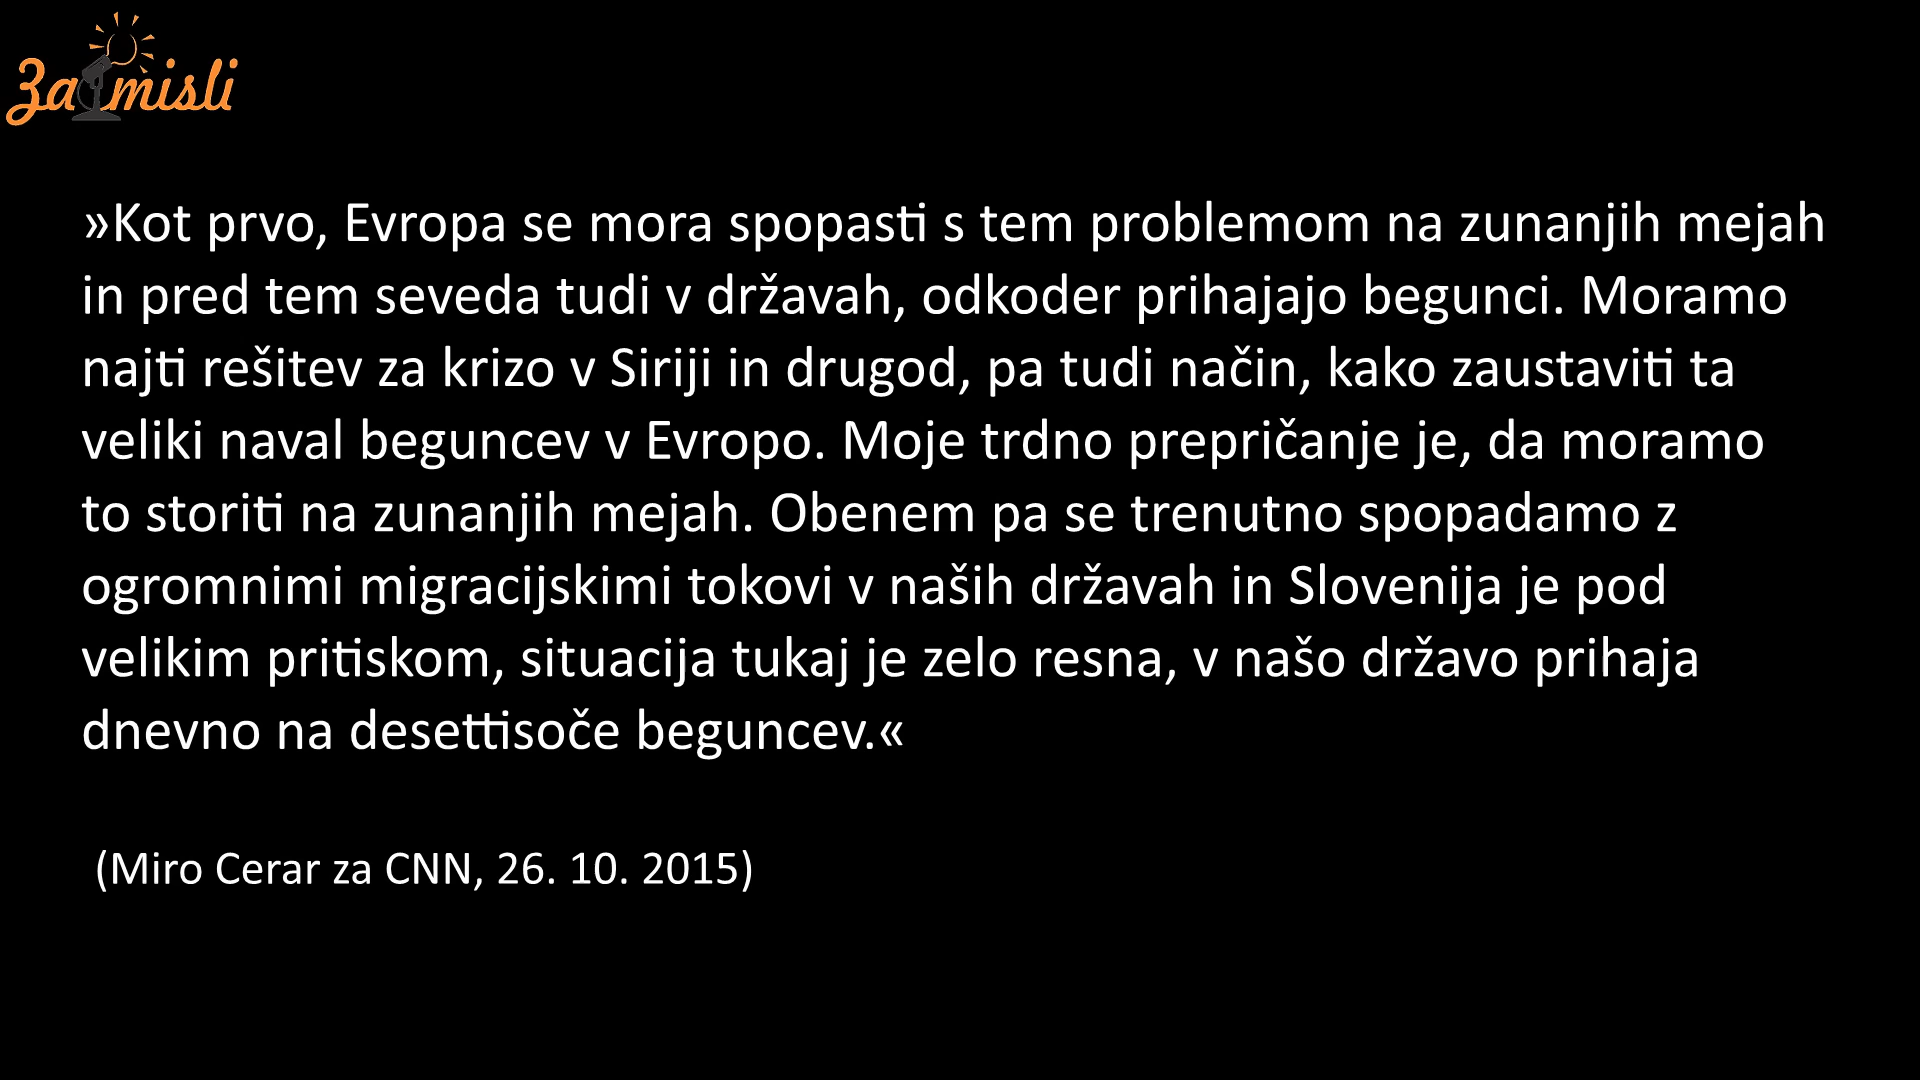 Zamisli
»Kot prvo, Evropa se mora spopasti s tem problemom na zunanjih mejah
in pred tem seveda tudi v državah, odkoder prihajajo begunci. Moramo
najti rešitev za krizo v Siriji in drugod, pa tudi način, kako zaustaviti ta
veliki naval beguncev v Evropo. Moje trdno prepričanje je, da moramo
to storiti na zunanjih mejah. Obenem pa se trenutno spopadamo z
ogromnimi migracijskimi tokovi v naših državah in Slovenija je pod
velikim pritiskom, situacija tukaj je zelo resna, v našo državo prihaja
dnevno na desettisoče beguncev.«
(Miro Cerar za CNN, 26. 10. 2015)